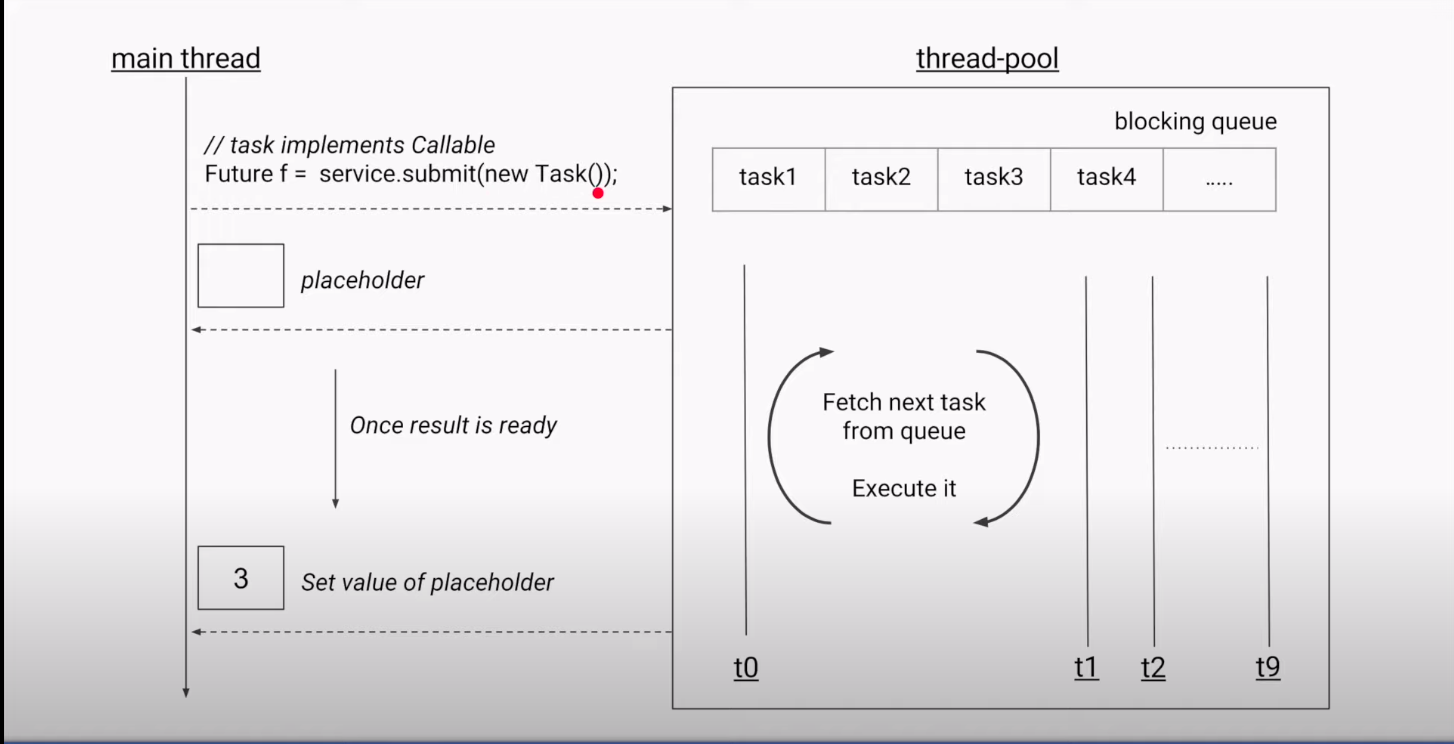 main thread
thread-pool
// task implements Callable
Future f = service.submit(new Task());
blocking queue
task1
task2
task3
task4
.....
placeholder
Once result is ready
Fetch next task
from queue
Execute it
3
Set value of placeholder
t0
t1
t2
t9